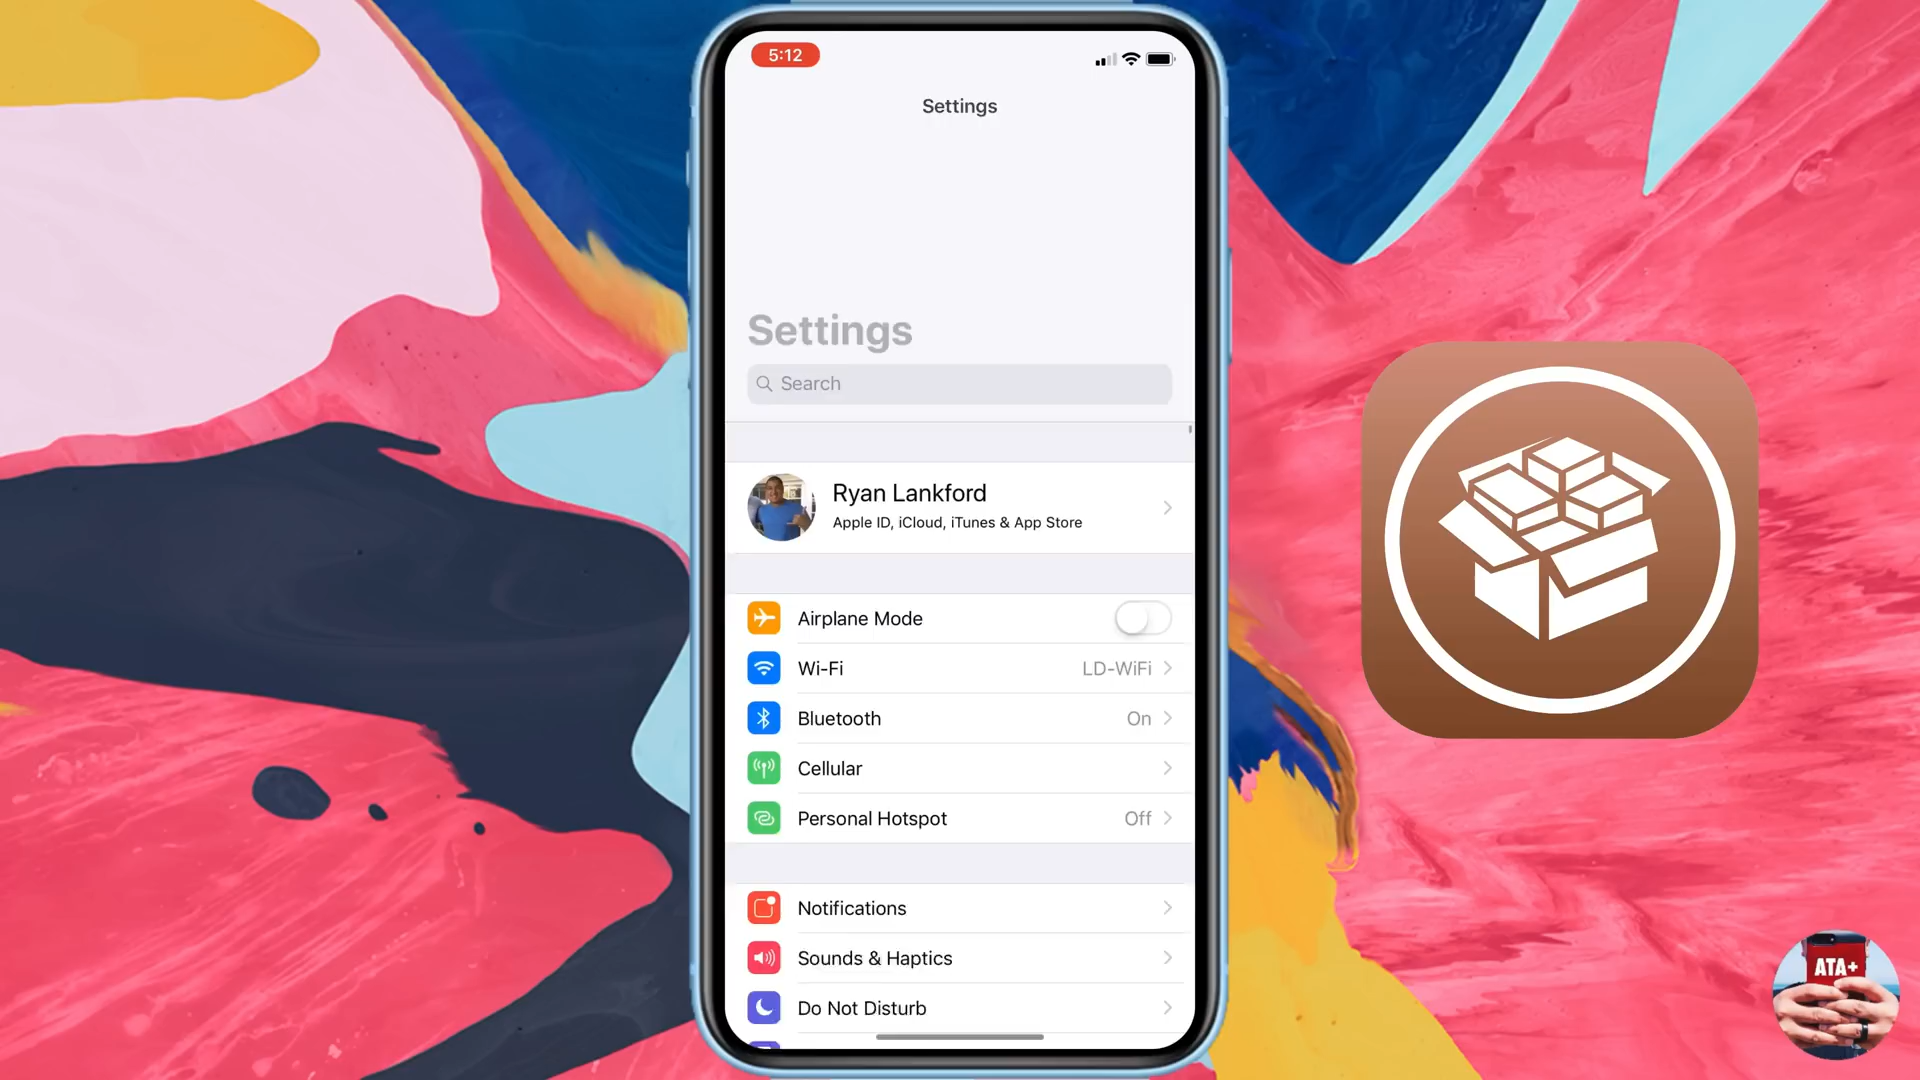 5:12
Settings
Settings
Search
Ryan Lankford
Apple ID, iCloud, iTunes & App Store
Airplane Mode
Wi-Fi LD-WiFi
Bluetooth On
Cellular
Personal Hotspot Off
Notifications
Sounds & Haptics
Do Not Disturb
ATA+